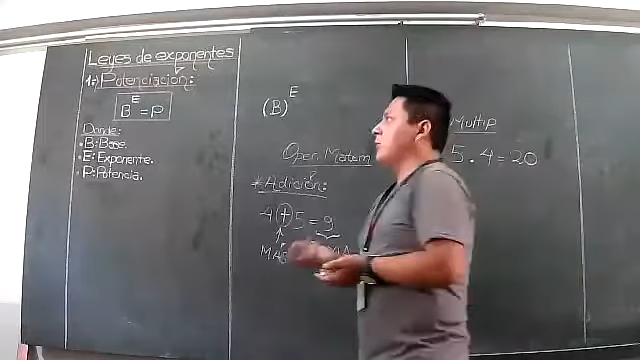 Leyes de exponentes
1.) Potenciación:
B^E = P
Donde:
• B: Base.
• E: Exponente.
• P: Potencia.
(B)^E
Oper. Matem
* Adición:
4 + 5 = 9
Multip
5 . 4 = 20